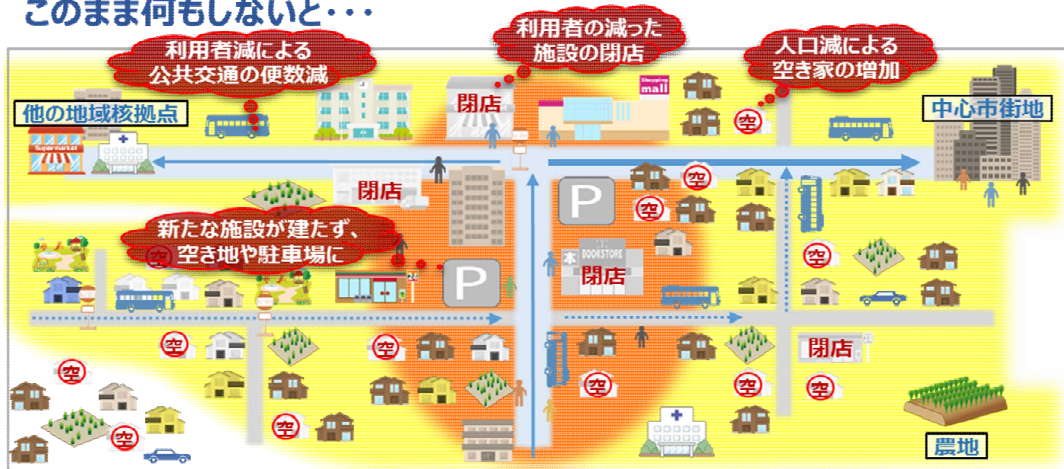 このまま何もしないと・・・
利用者減による
公共交通の便数減
利用者の減った
施設の閉店
人口減による
空き家の増加
他の地域核拠点
Supermarket
閉店
Shopping
mall
空
中心市街地
閉店
空
空
P
新たな施設が建たず、
空き地や駐車場に
空
24
P
本
BOOKSTORE
閉店
空
空
空
閉店
空
空
空
空
空
空
農地